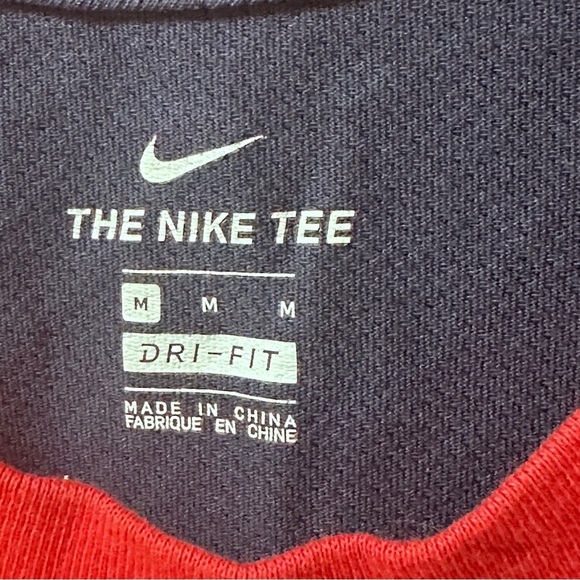 THE NIKE TEE
M M M
DRI-FIT
MADE IN CHINA
FABRIQUE EN CHINE